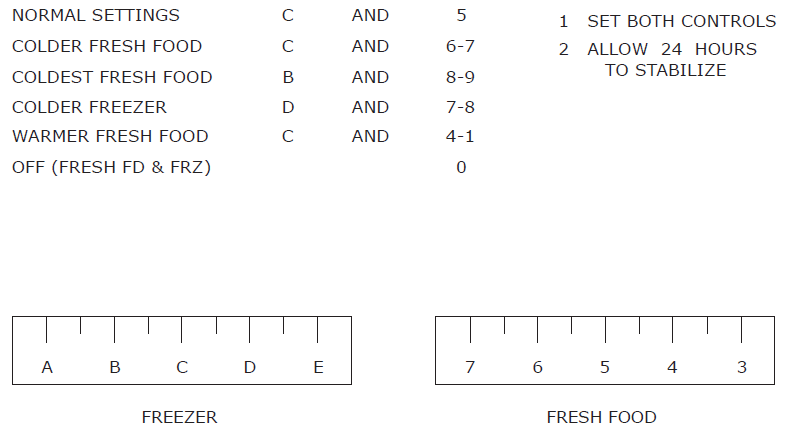 NORMAL SETTINGS C AND 5
COLDER FRESH FOOD C AND 6-7
COLDEST FRESH FOOD B AND 8-9
COLDER FREEZER D AND 7-8
WARMER FRESH FOOD C AND 4-1
OFF (FRESH FD & FRZ) 0
1 SET BOTH CONTROLS
2 ALLOW 24 HOURS
TO STABILIZE
A B C D E
FREEZER
7 6 5 4 3
FRESH FOOD